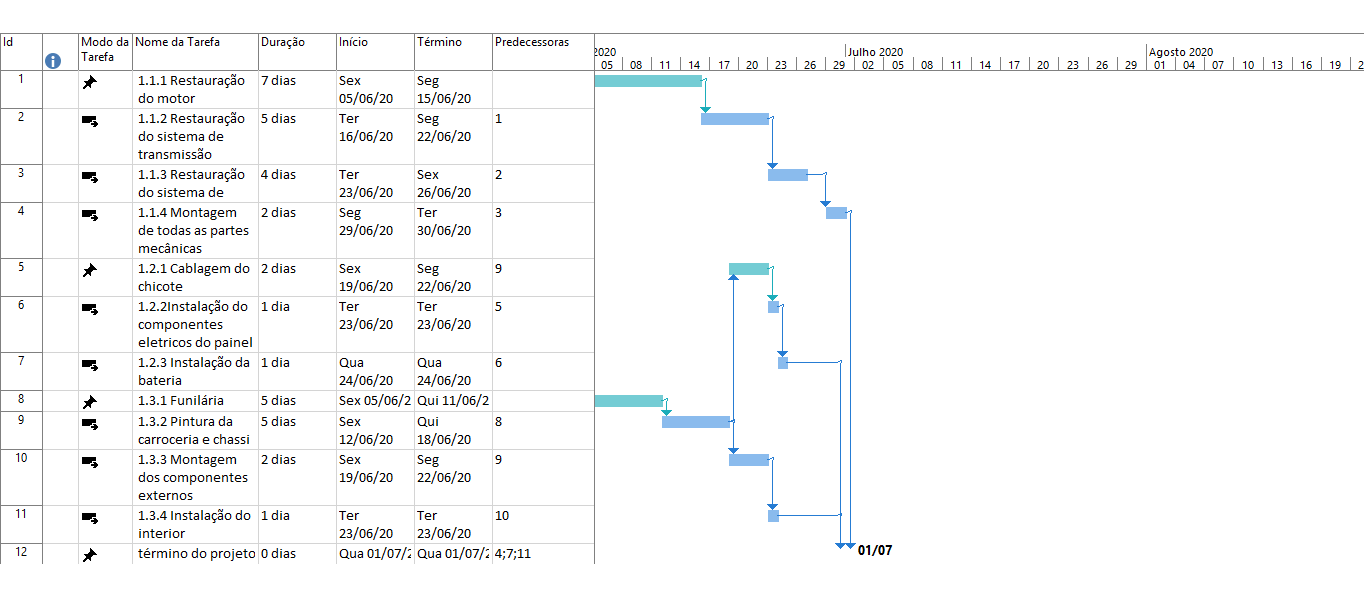 Id Modo da Tarefa Nome da Tarefa Duração Início Término Predecessoras
2020 Julho 2020 Agosto 2020
05 08 11 14 17 20 23 26 29 02 05 08 11 14 17 20 23 26 29 01 04 07 10 13 16 19 2
1 1.1.1 Restauração 7 dias Sex Seg
do motor 05/06/20 15/06/20
2 1.1.2 Restauração 5 dias Ter Seg 1
do sistema de 16/06/20 22/06/20
transmissão
3 1.1.3 Restauração 4 dias Ter Sex 2
do sistema de 23/06/20 26/06/20
4 1.1.4 Montagem 2 dias Seg Ter 3
de todas as partes 29/06/20 30/06/20
mecânicas
5 1.2.1 Cablagem do 2 dias Sex Seg 9
chicote 19/06/20 22/06/20
6 1.2.2Instalação do 1 dia Ter Ter 5
componentes 23/06/20 23/06/20
eletricos do painel
7 1.2.3 Instalação da 1 dia Qua Qua 6
bateria 24/06/20 24/06/20
8 1.3.1 Funilária 5 dias Sex 05/06/2 Qui 11/06/2
9 1.3.2 Pintura da 5 dias Sex Qui 8
carroceria e chassi 12/06/20 18/06/20
10 1.3.3 Montagem 2 dias Sex Seg 9
dos componentes 19/06/20 22/06/20
externos
11 1.3.4 Instalação do 1 dia Ter Ter 10
interior 23/06/20 23/06/20
12 término do projeto 0 dias Qua 01/07/2 Qua 01/07/2 4;7;11
01/07